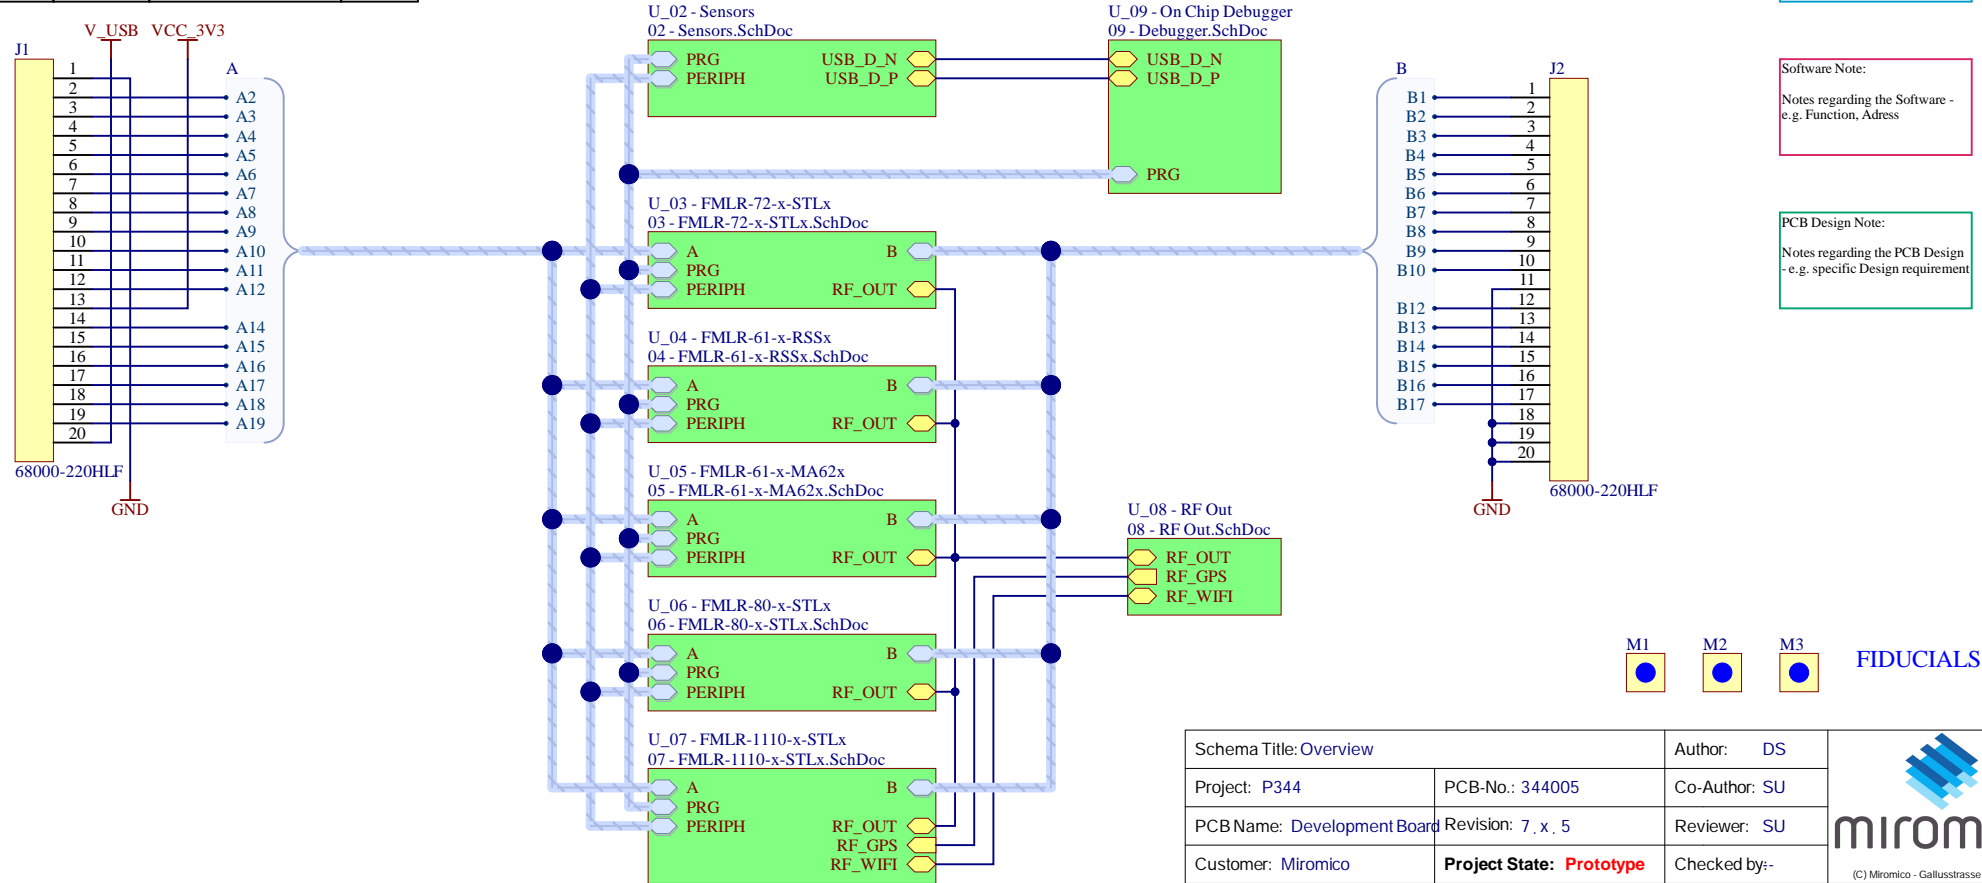 V_USB VCC_3V3
J1
A
1
2
3
4
5
6
7
8
9
10
11
12
13
14
15
16
17
18
19
20
A2
A3
A4
A5
A6
A7
A8
A9
A10
A11
A12
A14
A15
A16
A17
A18
A19
68000-220HLF
GND
U_02 - Sensors
02 - Sensors.SchDoc
PRG USB_D_N
PERIPH USB_D_P
U_09 - On Chip Debugger
09 - Debugger.SchDoc
USB_D_N
USB_D_P
PRG
U_03 - FMLR-72-x-STLx
03 - FMLR-72-x-STLx.SchDoc
A B
PRG
PERIPH RF_OUT
U_04 - FMLR-61-x-RSSx
04 - FMLR-61-x-RSSx.SchDoc
A B
PRG
PERIPH RF_OUT
U_05 - FMLR-61-x-MA62x
05 - FMLR-61-x-MA62x.SchDoc
A B
PRG
PERIPH RF_OUT
U_06 - FMLR-80-x-STLx
06 - FMLR-80-x-STLx.SchDoc
A B
PRG
PERIPH RF_OUT
U_07 - FMLR-1110-x-STLx
07 - FMLR-1110-x-STLx.SchDoc
A B
PRG
PERIPH RF_OUT
RF_GPS
RF_WIFI
U_08 - RF Out
08 - RF Out.SchDoc
RF_OUT
RF_GPS
RF_WIFI
B
B1
B2
B3
B4
B5
B6
B7
B8
B9
B10
B12
B13
B14
B15
B16
B17
J2
1
2
3
4
5
6
7
8
9
10
11
12
13
14
15
16
17
18
19
20
68000-220HLF
GND
Software Note:
Notes regarding the Software -
e.g. Function, Adress
PCB Design Note:
Notes regarding the PCB Design
- e.g. specific Design requirement
M1 M2 M3
FIDUCIALS
Schema Title: Overview Author: DS
Project: P344 PCB-No.: 344005 Co-Author: SU
PCB Name: Development Board Revision: 7 . x . 5 Reviewer: SU
Customer: Miromico Project State: Prototype Checked by:-
mirom
(C) Miromico - Gallusstrasse